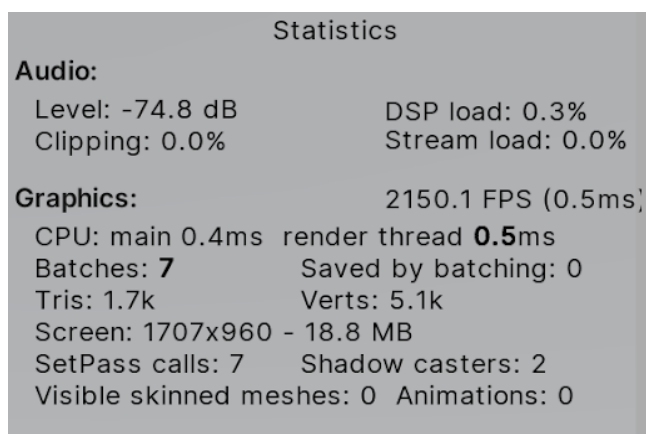 Statistics
Audio:
Level: -74.8 dB DSP load: 0.3%
Clipping: 0.0% Stream load: 0.0%
Graphics: 2150.1 FPS (0.5ms)
CPU: main 0.4ms render thread 0.5ms
Batches: 7 Saved by batching: 0
Tris: 1.7k Verts: 5.1k
Screen: 1707x960 - 18.8 MB
SetPass calls: 7 Shadow casters: 2
Visible skinned meshes: 0 Animations: 0